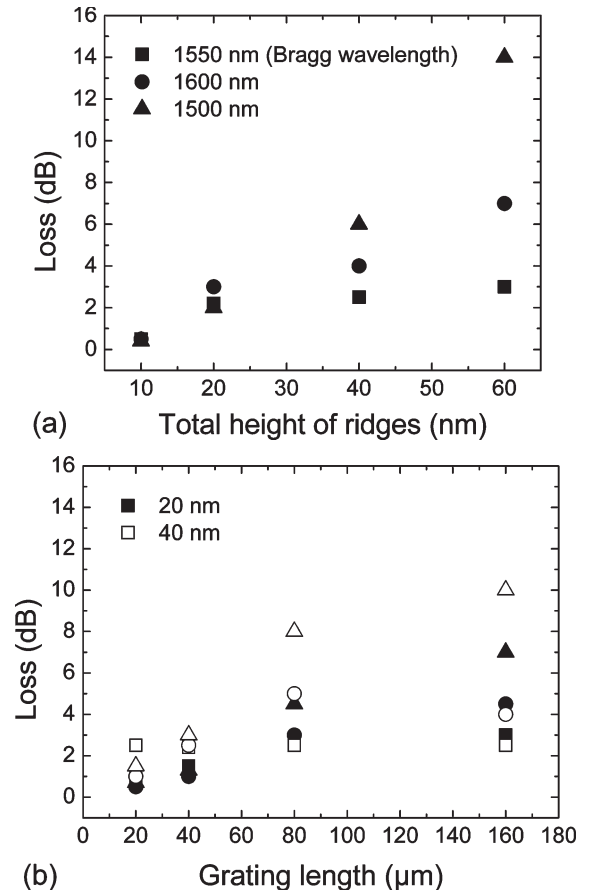 16
14
12
10
8
6
4
2
0
Loss (dB)
1550 nm (Bragg wavelength)
1600 nm
1500 nm
10 20 30 40 50 60
(a) Total height of ridges (nm)
16
14
12
10
8
6
4
2
0
Loss (dB)
20 nm
40 nm
0 20 40 60 80 100 120 140 160 180
(b) Grating length (μm)